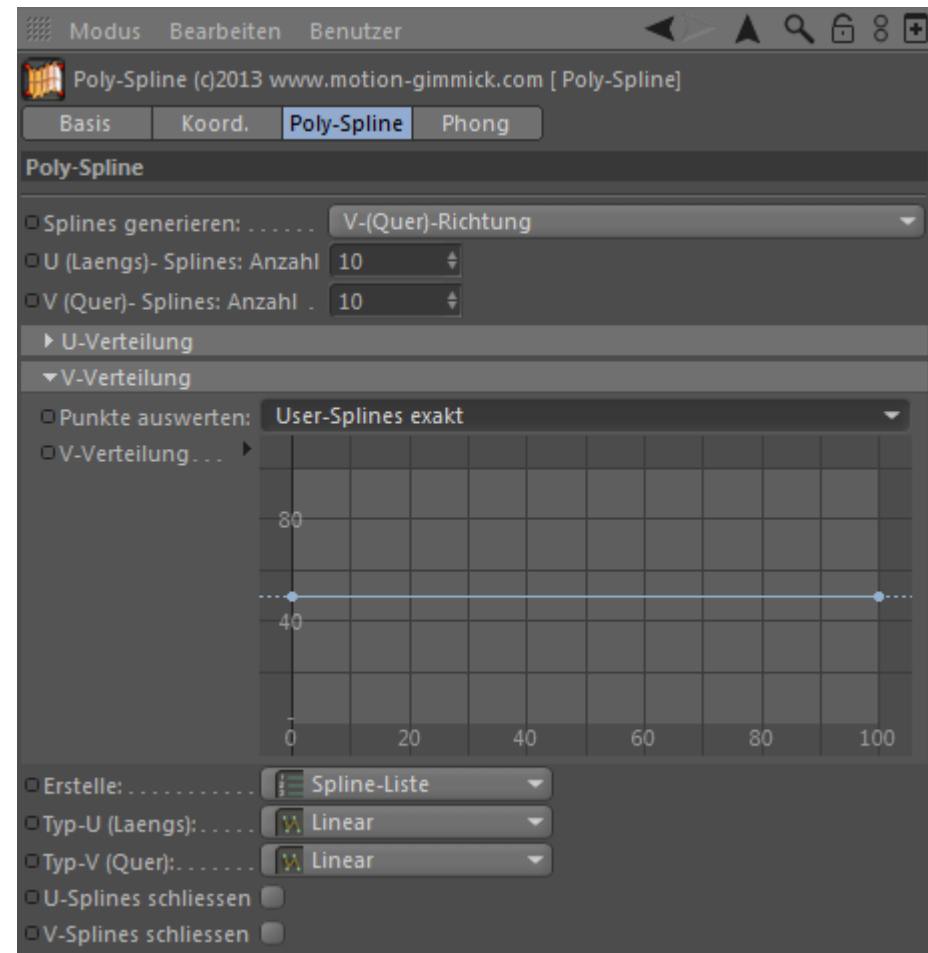 Modus Bearbeiten Benutzer
Poly-Spline (c)2013 www.motion-gimmick.com [ Poly-Spline]
Basis Koord. Poly-Spline Phong
Poly-Spline
Splines generieren: . . . . . . V-(Quer)-Richtung
U (Laengs)- Splines: Anzahl 10
V (Quer)- Splines: Anzahl . 10
U-Verteilung
V-Verteilung
Punkte auswerten: User-Splines exakt
V-Verteilung . . .
80
40
0 20 40 60 80 100
Erstelle: . . . . . . . . . . . Spline-Liste
Typ-U (Laengs): . . . . . Linear
Typ-V (Quer): . . . . . . . Linear
U-Splines schliessen
V-Splines schliessen